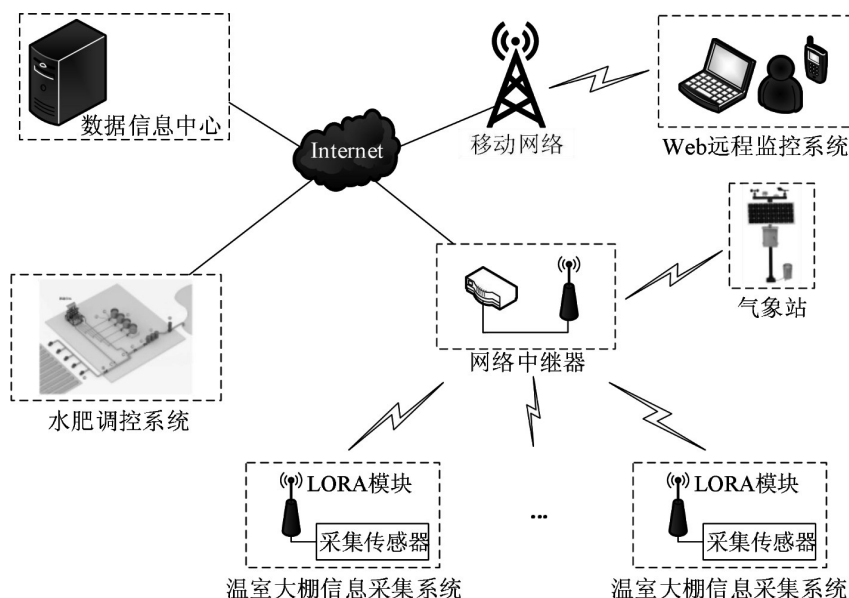 数据信息中心
Internet
移动网络
Web远程监控系统
气象站
网络中继器
水肥调控系统
LORA模块
采集传感器
温室大棚信息采集系统
...
LORA模块
采集传感器
温室大棚信息采集系统